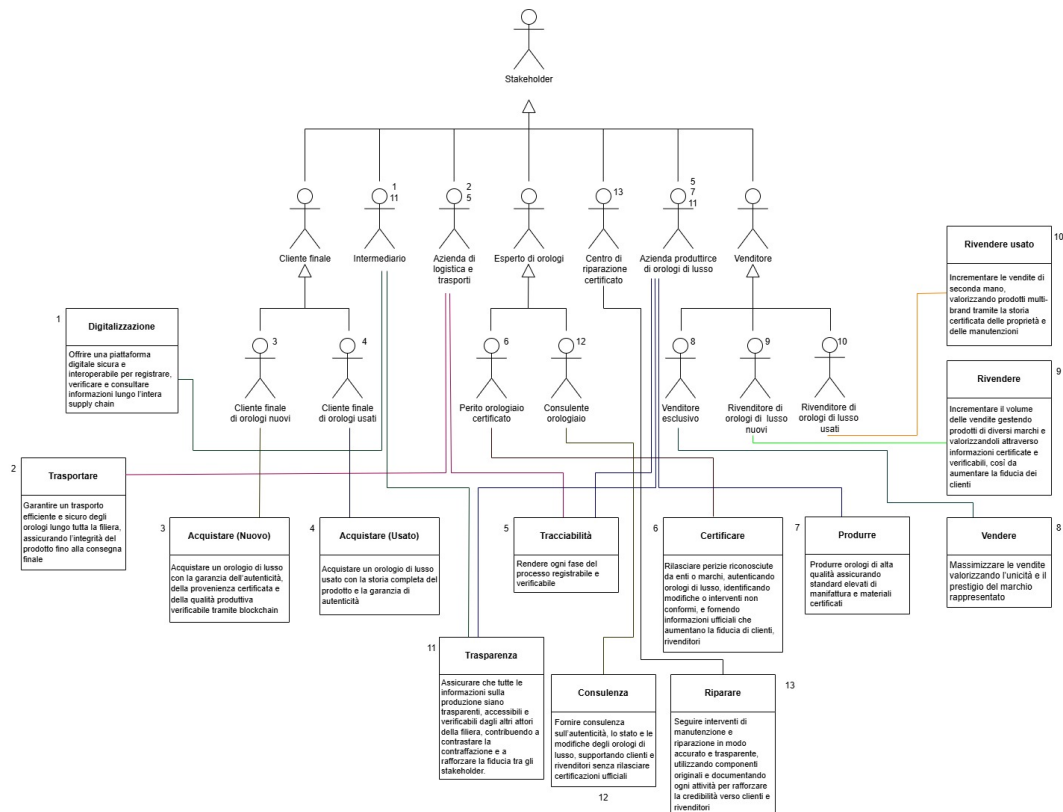 Stakeholder
1
11
2
5
13
5
7
11
Cliente finale
Intermediario
Azienda di
logistica e
trasporti
Esperto di orologi
Centro di
riparazione
certificato
Azienda produttirce
di orologi di lusso
Venditore
10
Rivendere usato
Incrementare le vendite di
seconda mano,
valorizzando prodotti multi-
brand tramite la storia
certificata delle proprietà e
delle manutenzioni
1
Digitalizzazione
Offrire una piattaforma
digitale sicura e
interoperabile per registrare,
verificare e consultare
informazioni lungo l'intera
supply chain
3
4
6
12
8
9
10
Cliente finale
di orologi nuovi
Cliente finale
di orologi usati
Perito orologiaio
certificato
Consulente
orologiaio
Venditore
esclusivo
Rivenditore di
orologi di lusso
nuovi
Rivenditore di
orologi di lusso
usati
9
Rivendere
Incrementare il volume
delle vendite gestendo
prodotti di diversi marchi e
valorizzandoli attraverso
informazioni certificate e
verificabili, così da
aumentare la fiducia dei
clienti
2
Trasportare
Garantire un trasporto
efficiente e sicuro degli
orologi lungo tutta la filiera,
assicurando l'integrità del
prodotto fino alla consegna
finale
3
Acquistare (Nuovo)
Acquistare un orologio di lusso
con la garanzia dell'autenticità,
della provenienza certificata e
della qualità produttiva
verificabile tramite blockchain
4
Acquistare (Usato)
Acquistare un orologio di lusso
usato con la storia completa del
prodotto e la garanzia di
autenticità
5
Tracciabilità
Rendere ogni fase del
processo registrabile e
verificabile
6
Certificare
Rilasciare perizie riconosciute
da enti o marchi, autenticando
orologi di lusso, identificando
modifiche o interventi non
conformi, e fornendo
informazioni ufficiali che
aumentano la fiducia di clienti,
rivenditori
7
Produrre
Produrre orologi di alta
qualità assicurando
standard elevati di
manifattura e materiali
certificati
8
Vendere
Massimizzare le vendite
valorizzando l'unicità e il
prestigio del marchio
rappresentato
11
Trasparenza
Assicurare che tutte le
informazioni sulla
produzione siano
trasparenti, accessibili e
verificabili dagli altri attori
della filiera, contribuendo a
contrastare la
contraffazione e a
rafforzare la fiducia tra gli
stakeholder.
Consulenza
Fornire consulenza
sull'autenticità, lo stato e le
modifiche degli orologi di
lusso, supportando clienti e
rivenditori senza rilasciare
certificazioni ufficiali
12
13
Riparare
Seguire interventi di
manutenzione e
riparazione in modo
accurato e trasparente,
utilizzando componenti
originali e documentando
ogni attività per rafforzare
la credibilità verso clienti e
rivenditori